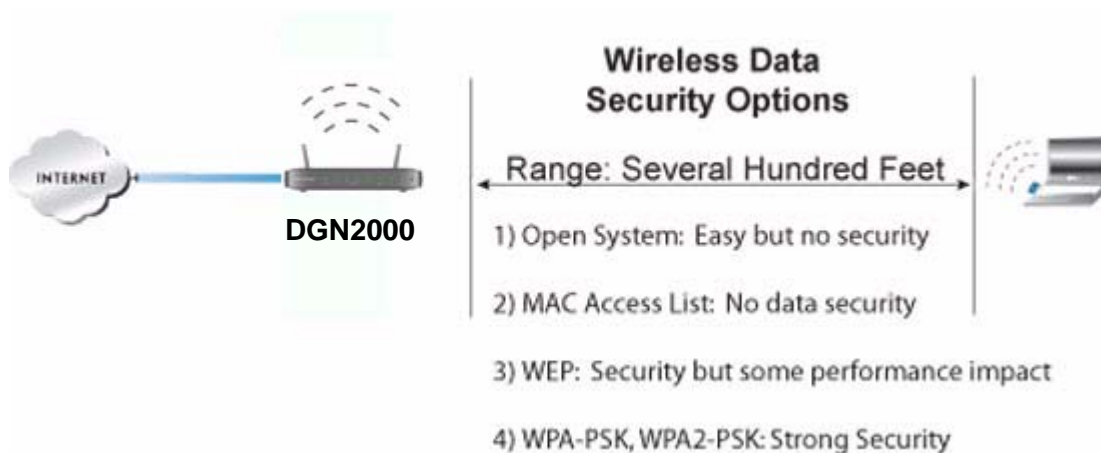 Wireless Data
Security Options
INTERNET
Range: Several Hundred Feet
DGN2000
1) Open System: Easy but no security
2) MAC Access List: No data security
3) WEP: Security but some performance impact
4) WPA-PSK, WPA2-PSK: Strong Security